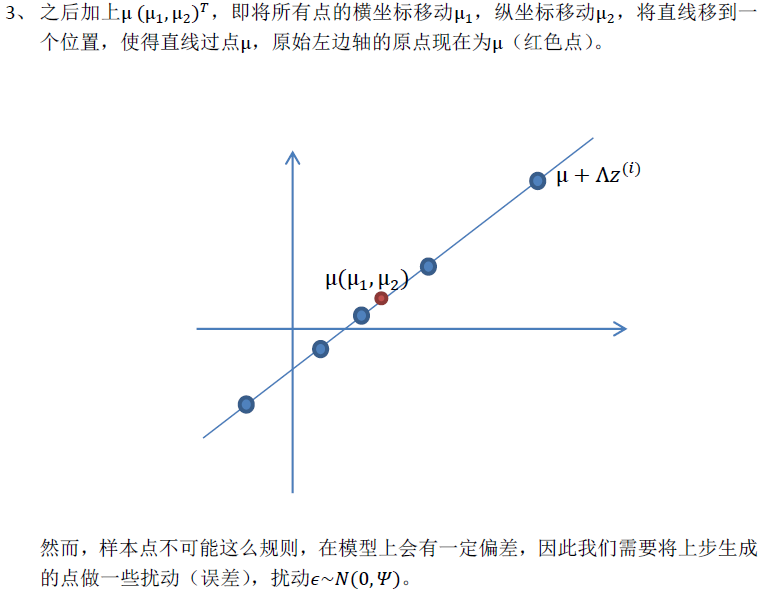 3、 之后加上μ (μ₁,μ₂)ᵀ，即将所有点的横坐标移动μ₁，纵坐标移动μ₂，将直线移到一
个位置，使得直线过点μ，原始左边轴的原点现在为μ（红色点）。
μ + Λz⁽ⁱ⁾
μ(μ₁,μ₂)
然而，样本点不可能这么规则，在模型上会有一定偏差，因此我们需要将上步生成
的点做一些扰动（误差），扰动ϵ~N(0,Ψ)。